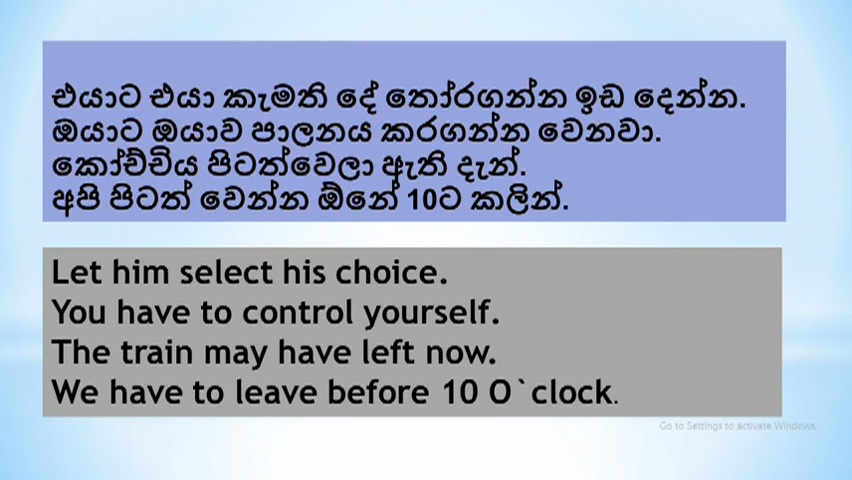 එයාට එයා කැමති දේ තෝරගන්න ඉඩ දෙන්න.
ඔයාට ඔයාව පාලනය කරගන්න වෙනවා.
කෝච්චිය පිටත්වෙලා ඇති දැන්.
අපි පිටත් වෙන්න ඕනේ 10ට කලින්.
Let him select his choice.
You have to control yourself.
The train may have left now.
We have to leave before 10 O`clock.
Go to Settings to activate Windows.